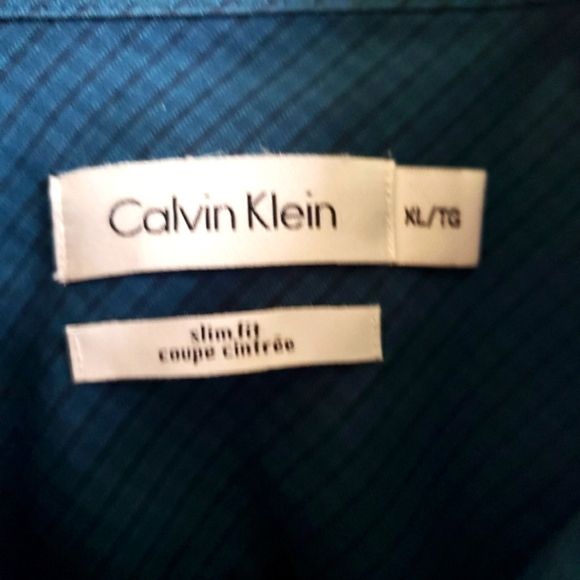 Calvin Klein
XL/TG
slim fit
coupe cintrée